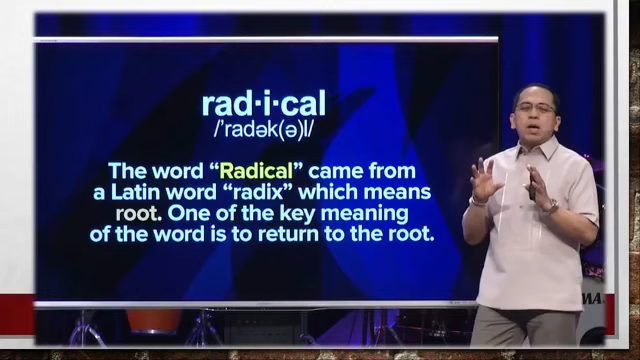 rad·i·cal
/ˈradək(ə)l/
The word “Radical” came from
a Latin word “radix” which means
root. One of the key meaning
of the word is to return to the root.
MA